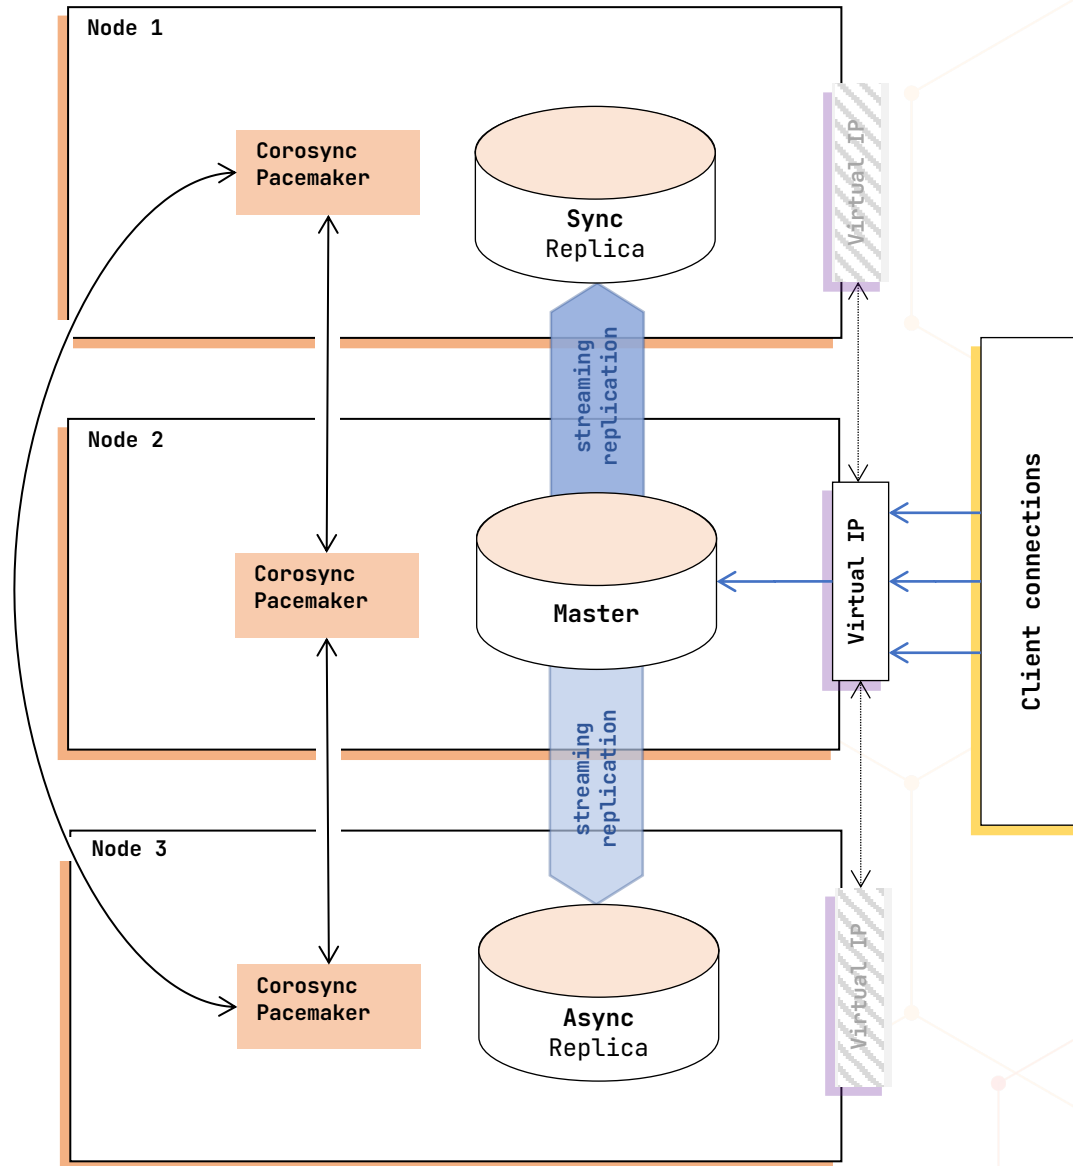 Node 1
Corosync
Pacemaker
Sync
Replica
Virtual IP
streaming
replication
Node 2
Corosync
Pacemaker
Master
Virtual IP
Client connections
streaming
replication
Node 3
Corosync
Pacemaker
Async
Replica
Virtual IP